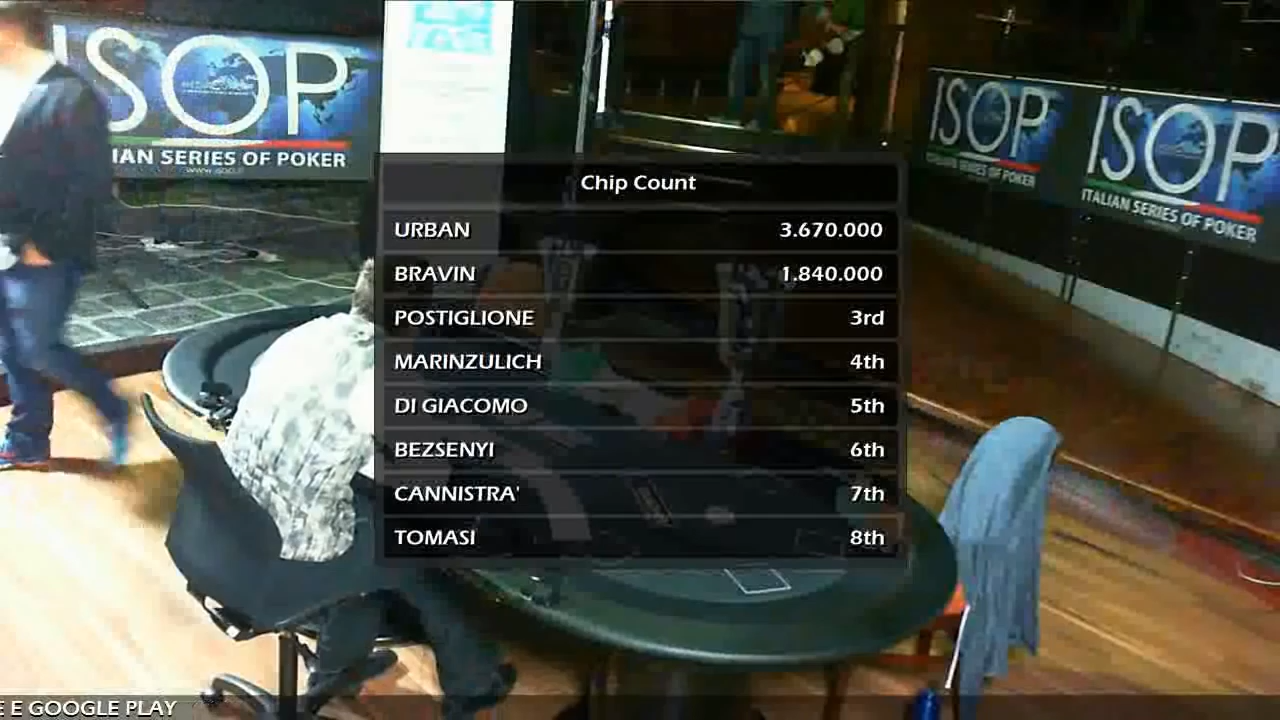 ISOP
IAN SERIES OF POKER
ISOP
ITALIAN SERIES OF POKER
ISOP
ITALIAN SERIES OF POKER
Chip Count
URBAN 3.670.000
BRAVIN 1.840.000
POSTIGLIONE 3rd
MARINZULICH 4th
DI GIACOMO 5th
BEZSENYI 6th
CANNISTRA' 7th
TOMASI 8th
E E GOOGLE PLAY